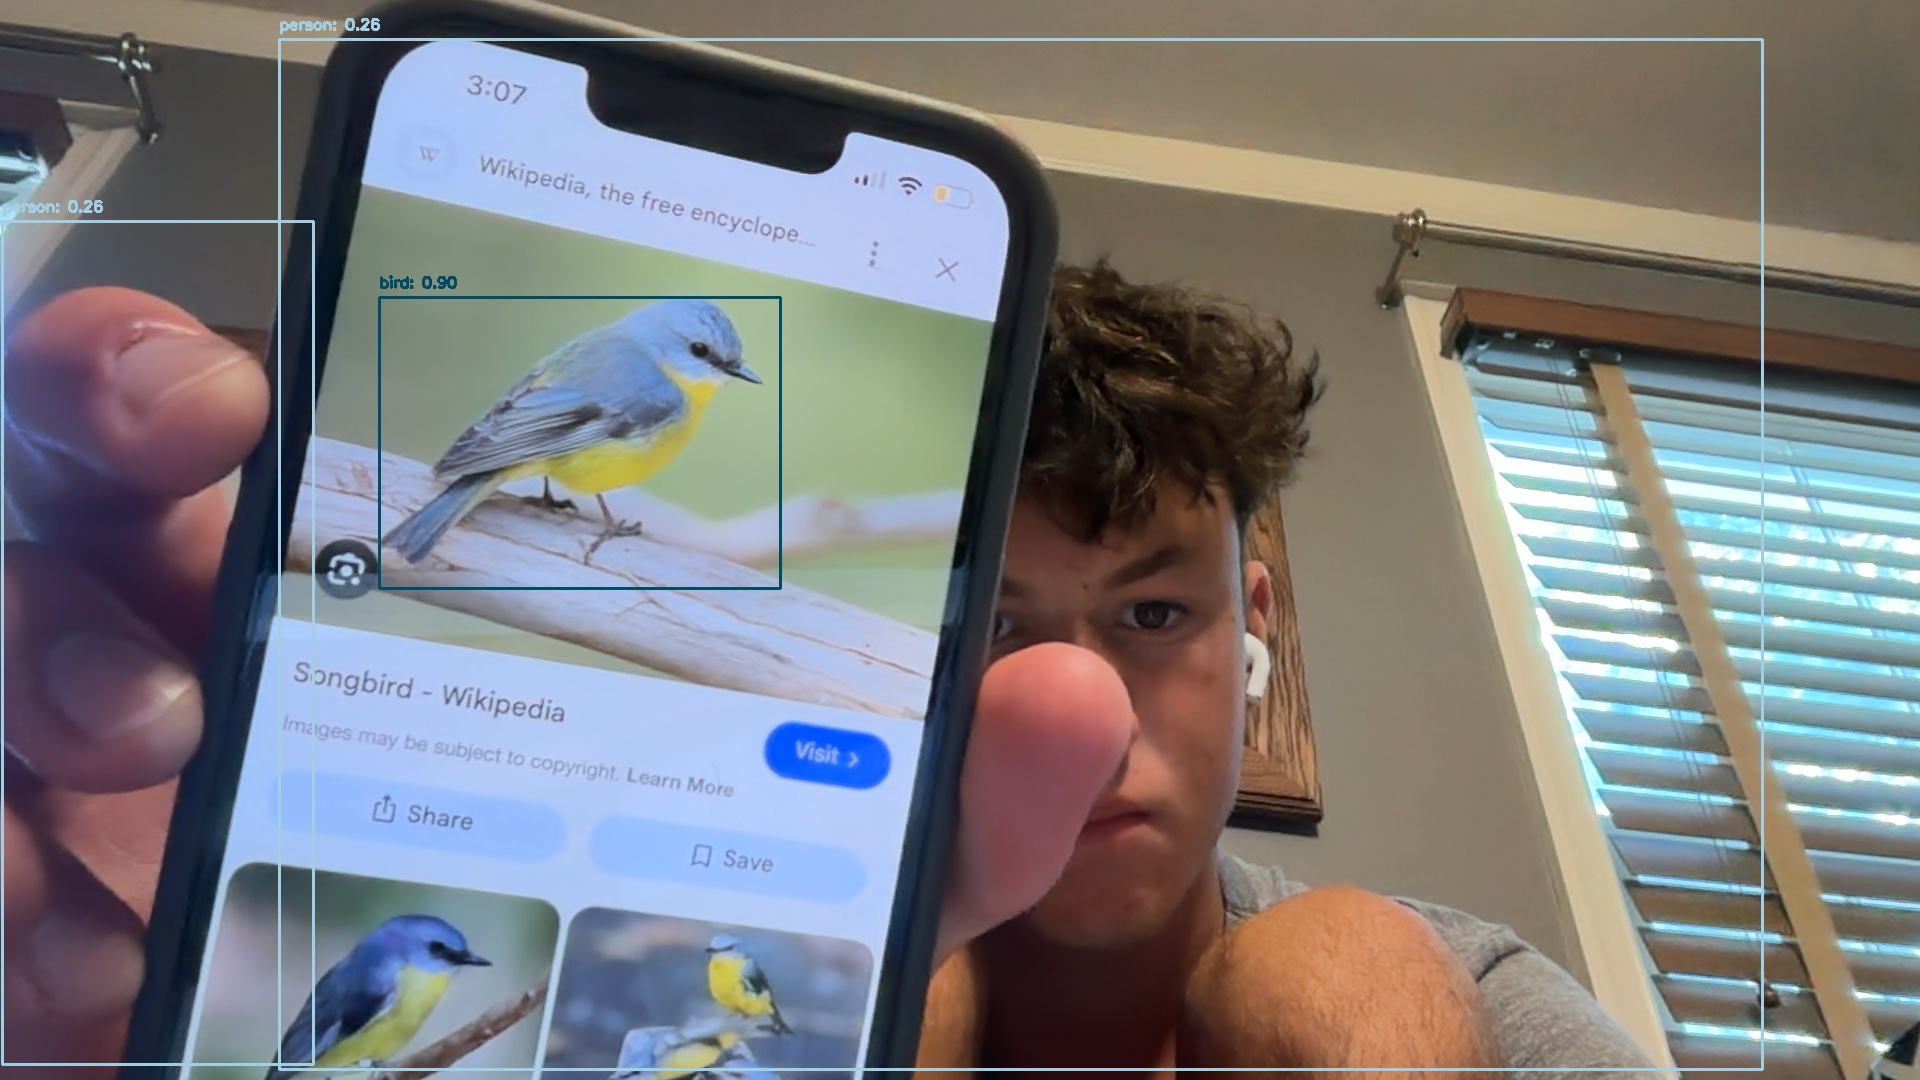 person: 0.26
3:07
W
Wikipedia, the free encyclope...
person: 0.26
bird: 0.90
Songbird - Wikipedia
Images may be subject to copyright. Learn More
Visit >
Share
Save